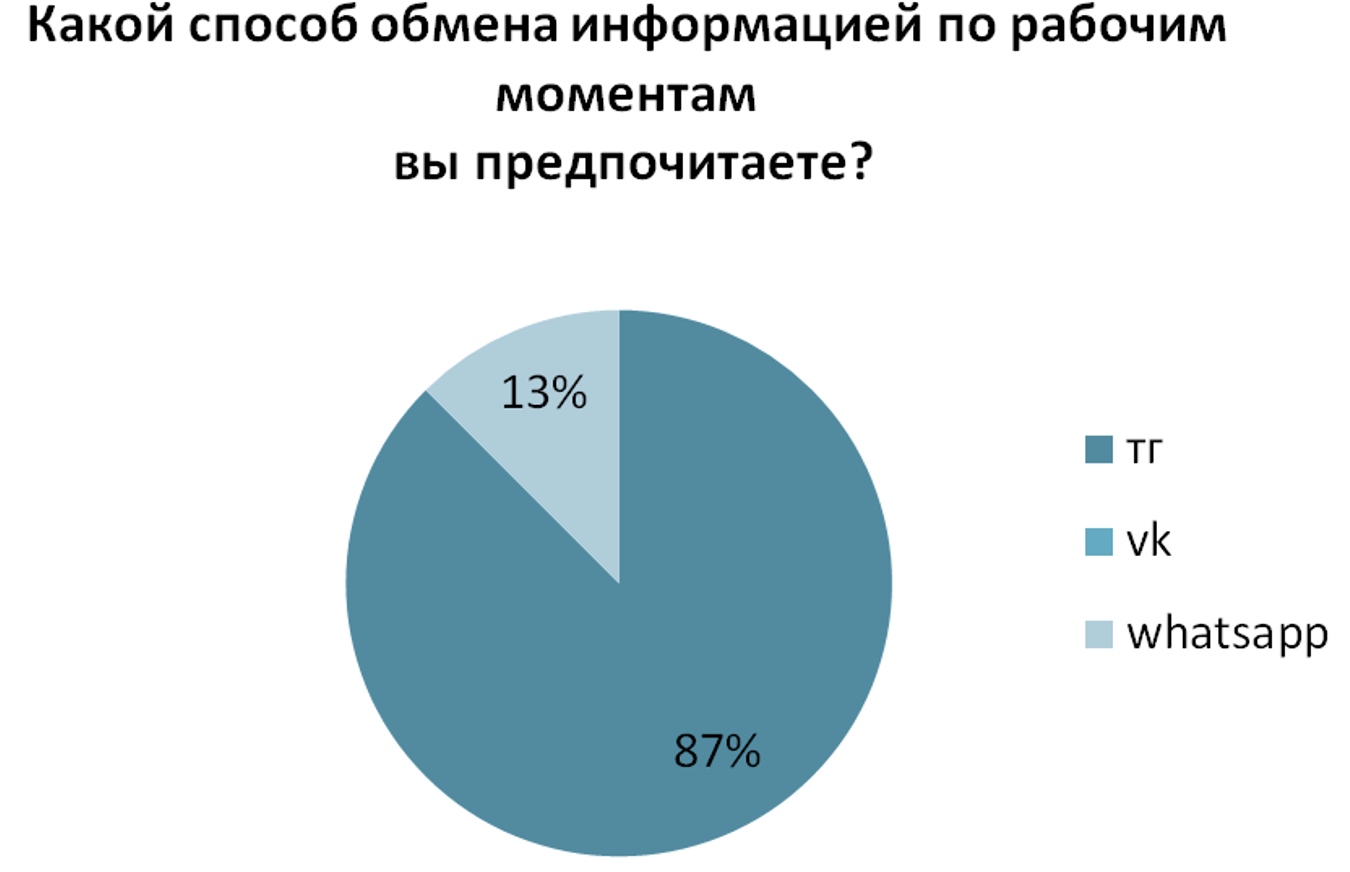 Какой способ обмена информацией по рабочим
моментам
вы предпочитаете?
13%
тг
vk
whatsapp
87%